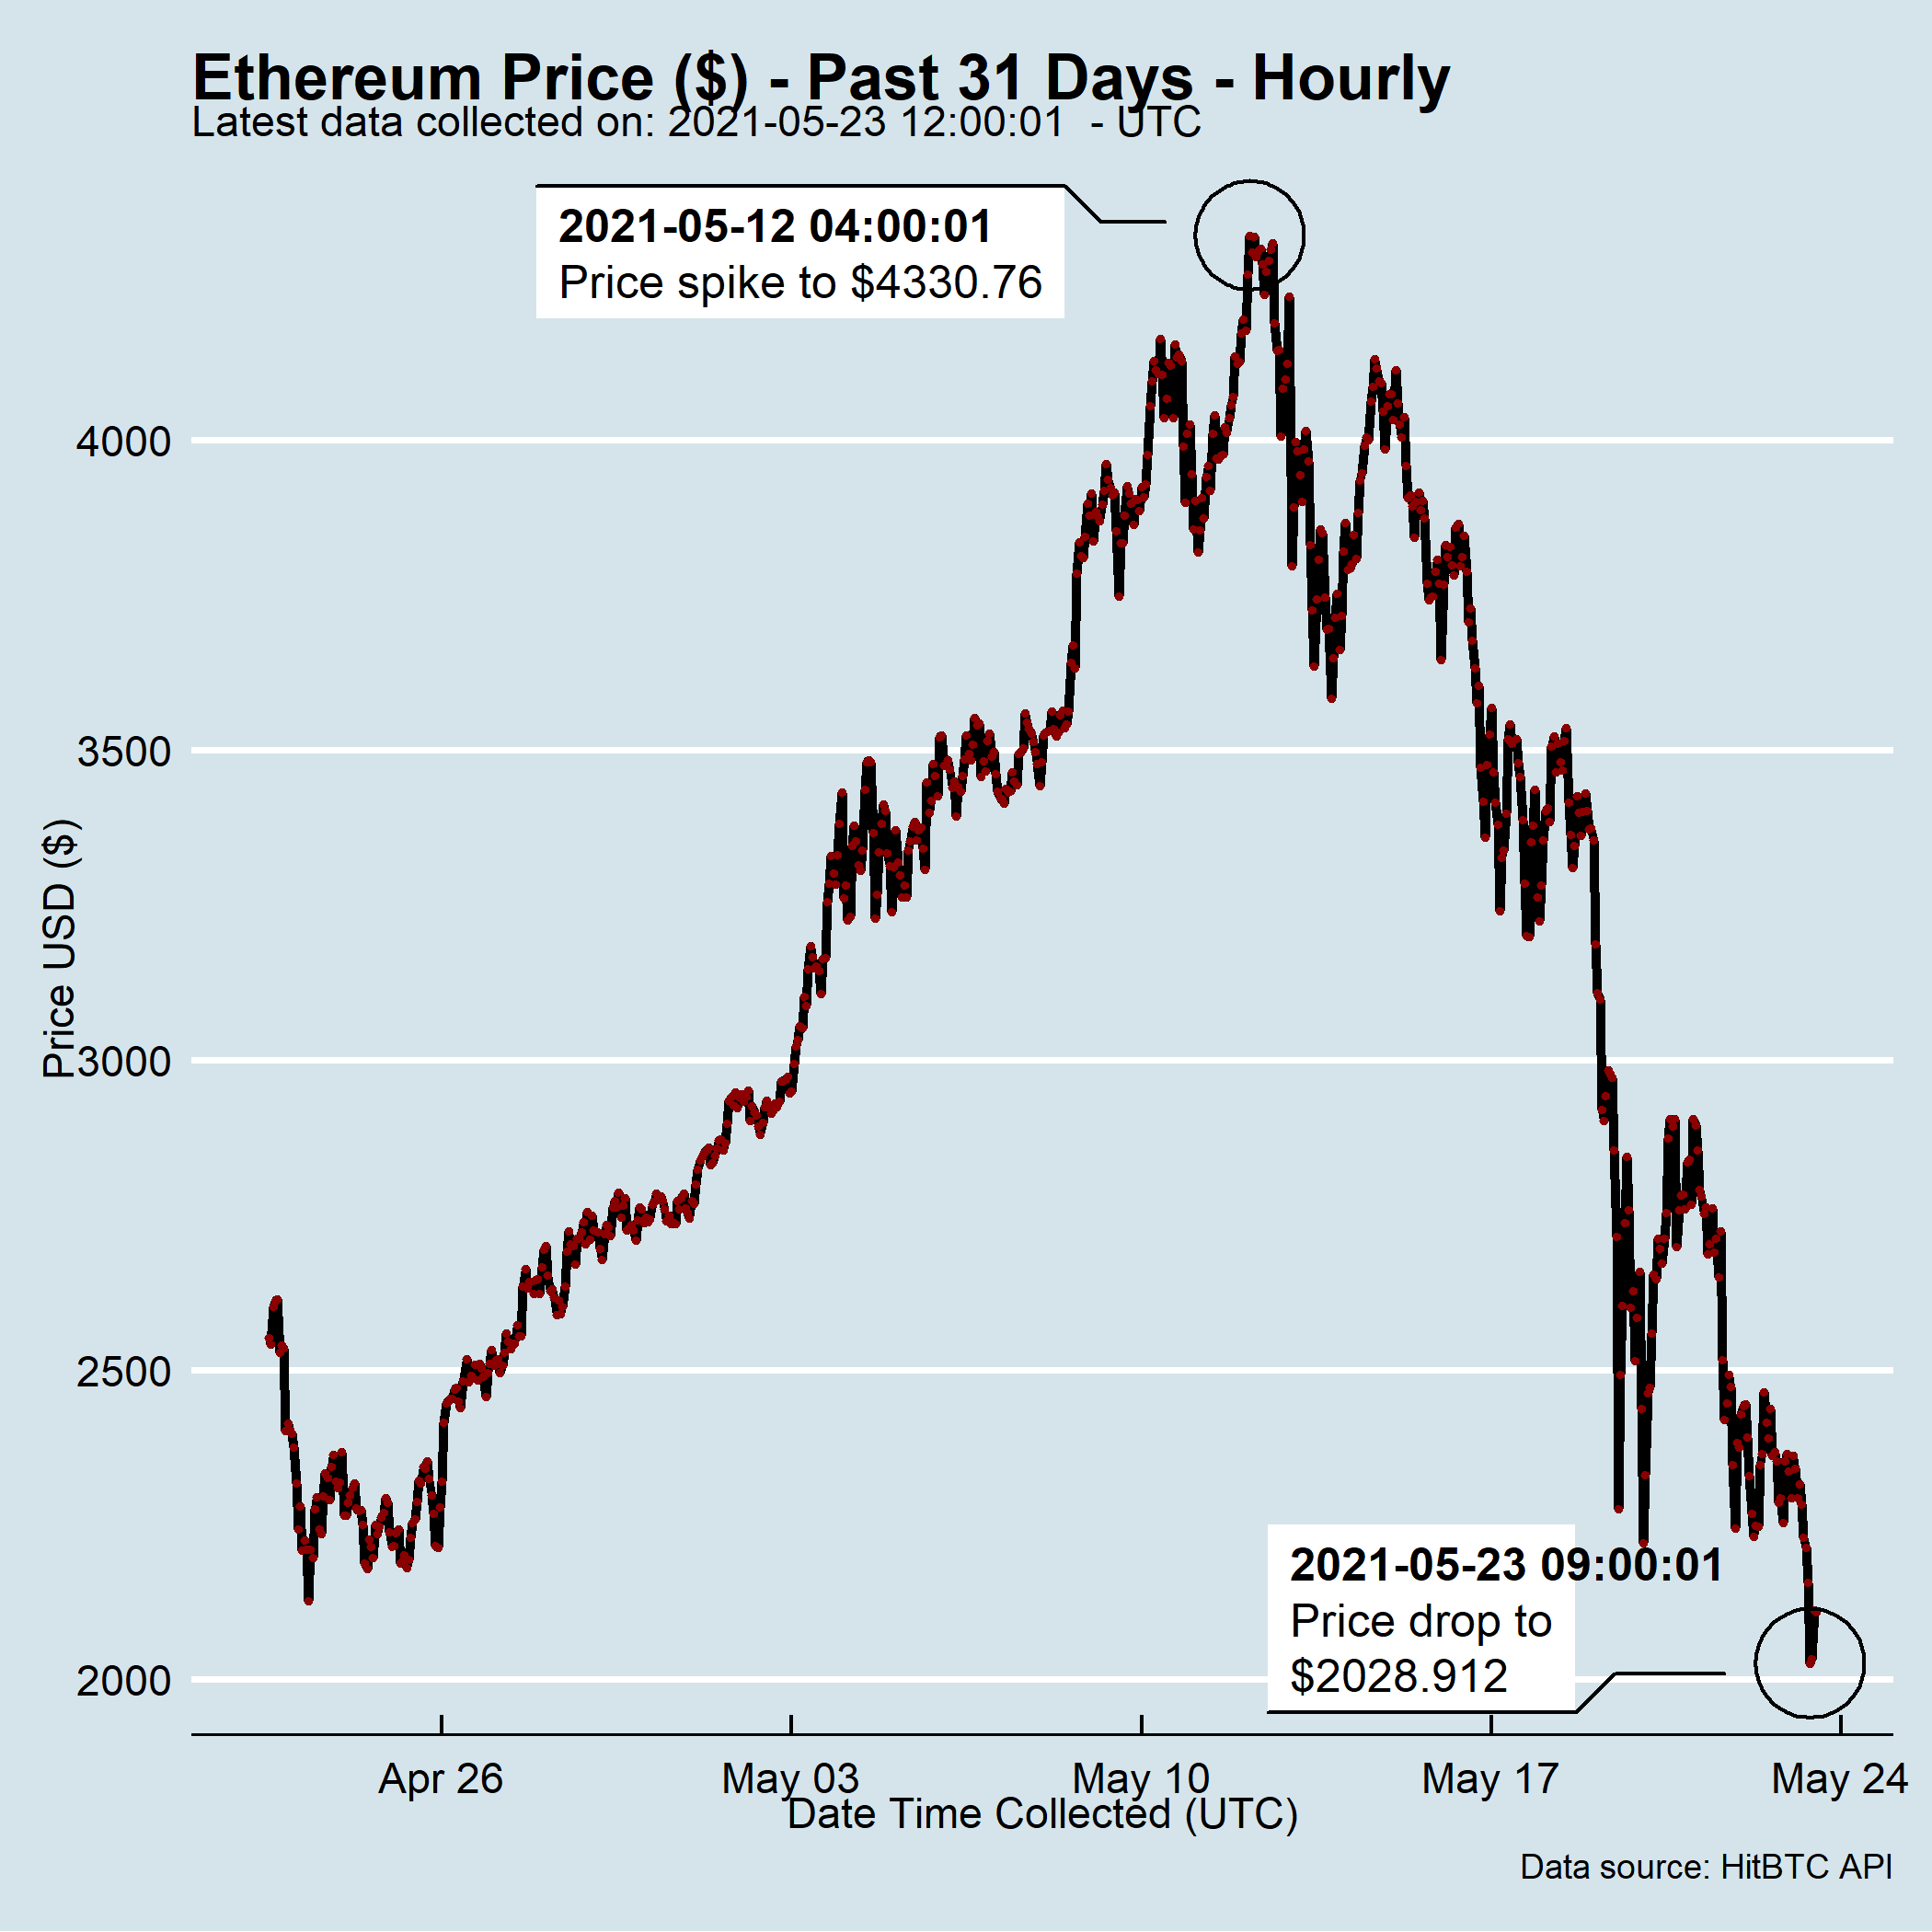 Ethereum Price ($) - Past 31 Days - Hourly
Latest data collected on: 2021-05-23 12:00:01  - UTC
2021-05-12 04:00:01
Price spike to $4330.76
4000
3500
3000
2500
2000
Price USD ($)
2021-05-23 09:00:01
Price drop to
$2028.912
Apr 26
May 03
May 10
May 17
May 24
Date Time Collected (UTC)
Data source: HitBTC API